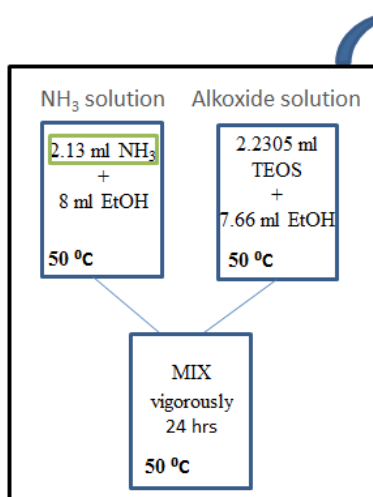 NH₃ solution
Alkoxide solution
2.13 ml NH₃
+
8 ml EtOH
50 ⁰C
2.2305 ml
TEOS
+
7.66 ml EtOH
50 ⁰C
MIX
vigorously
24 hrs
50 ⁰C